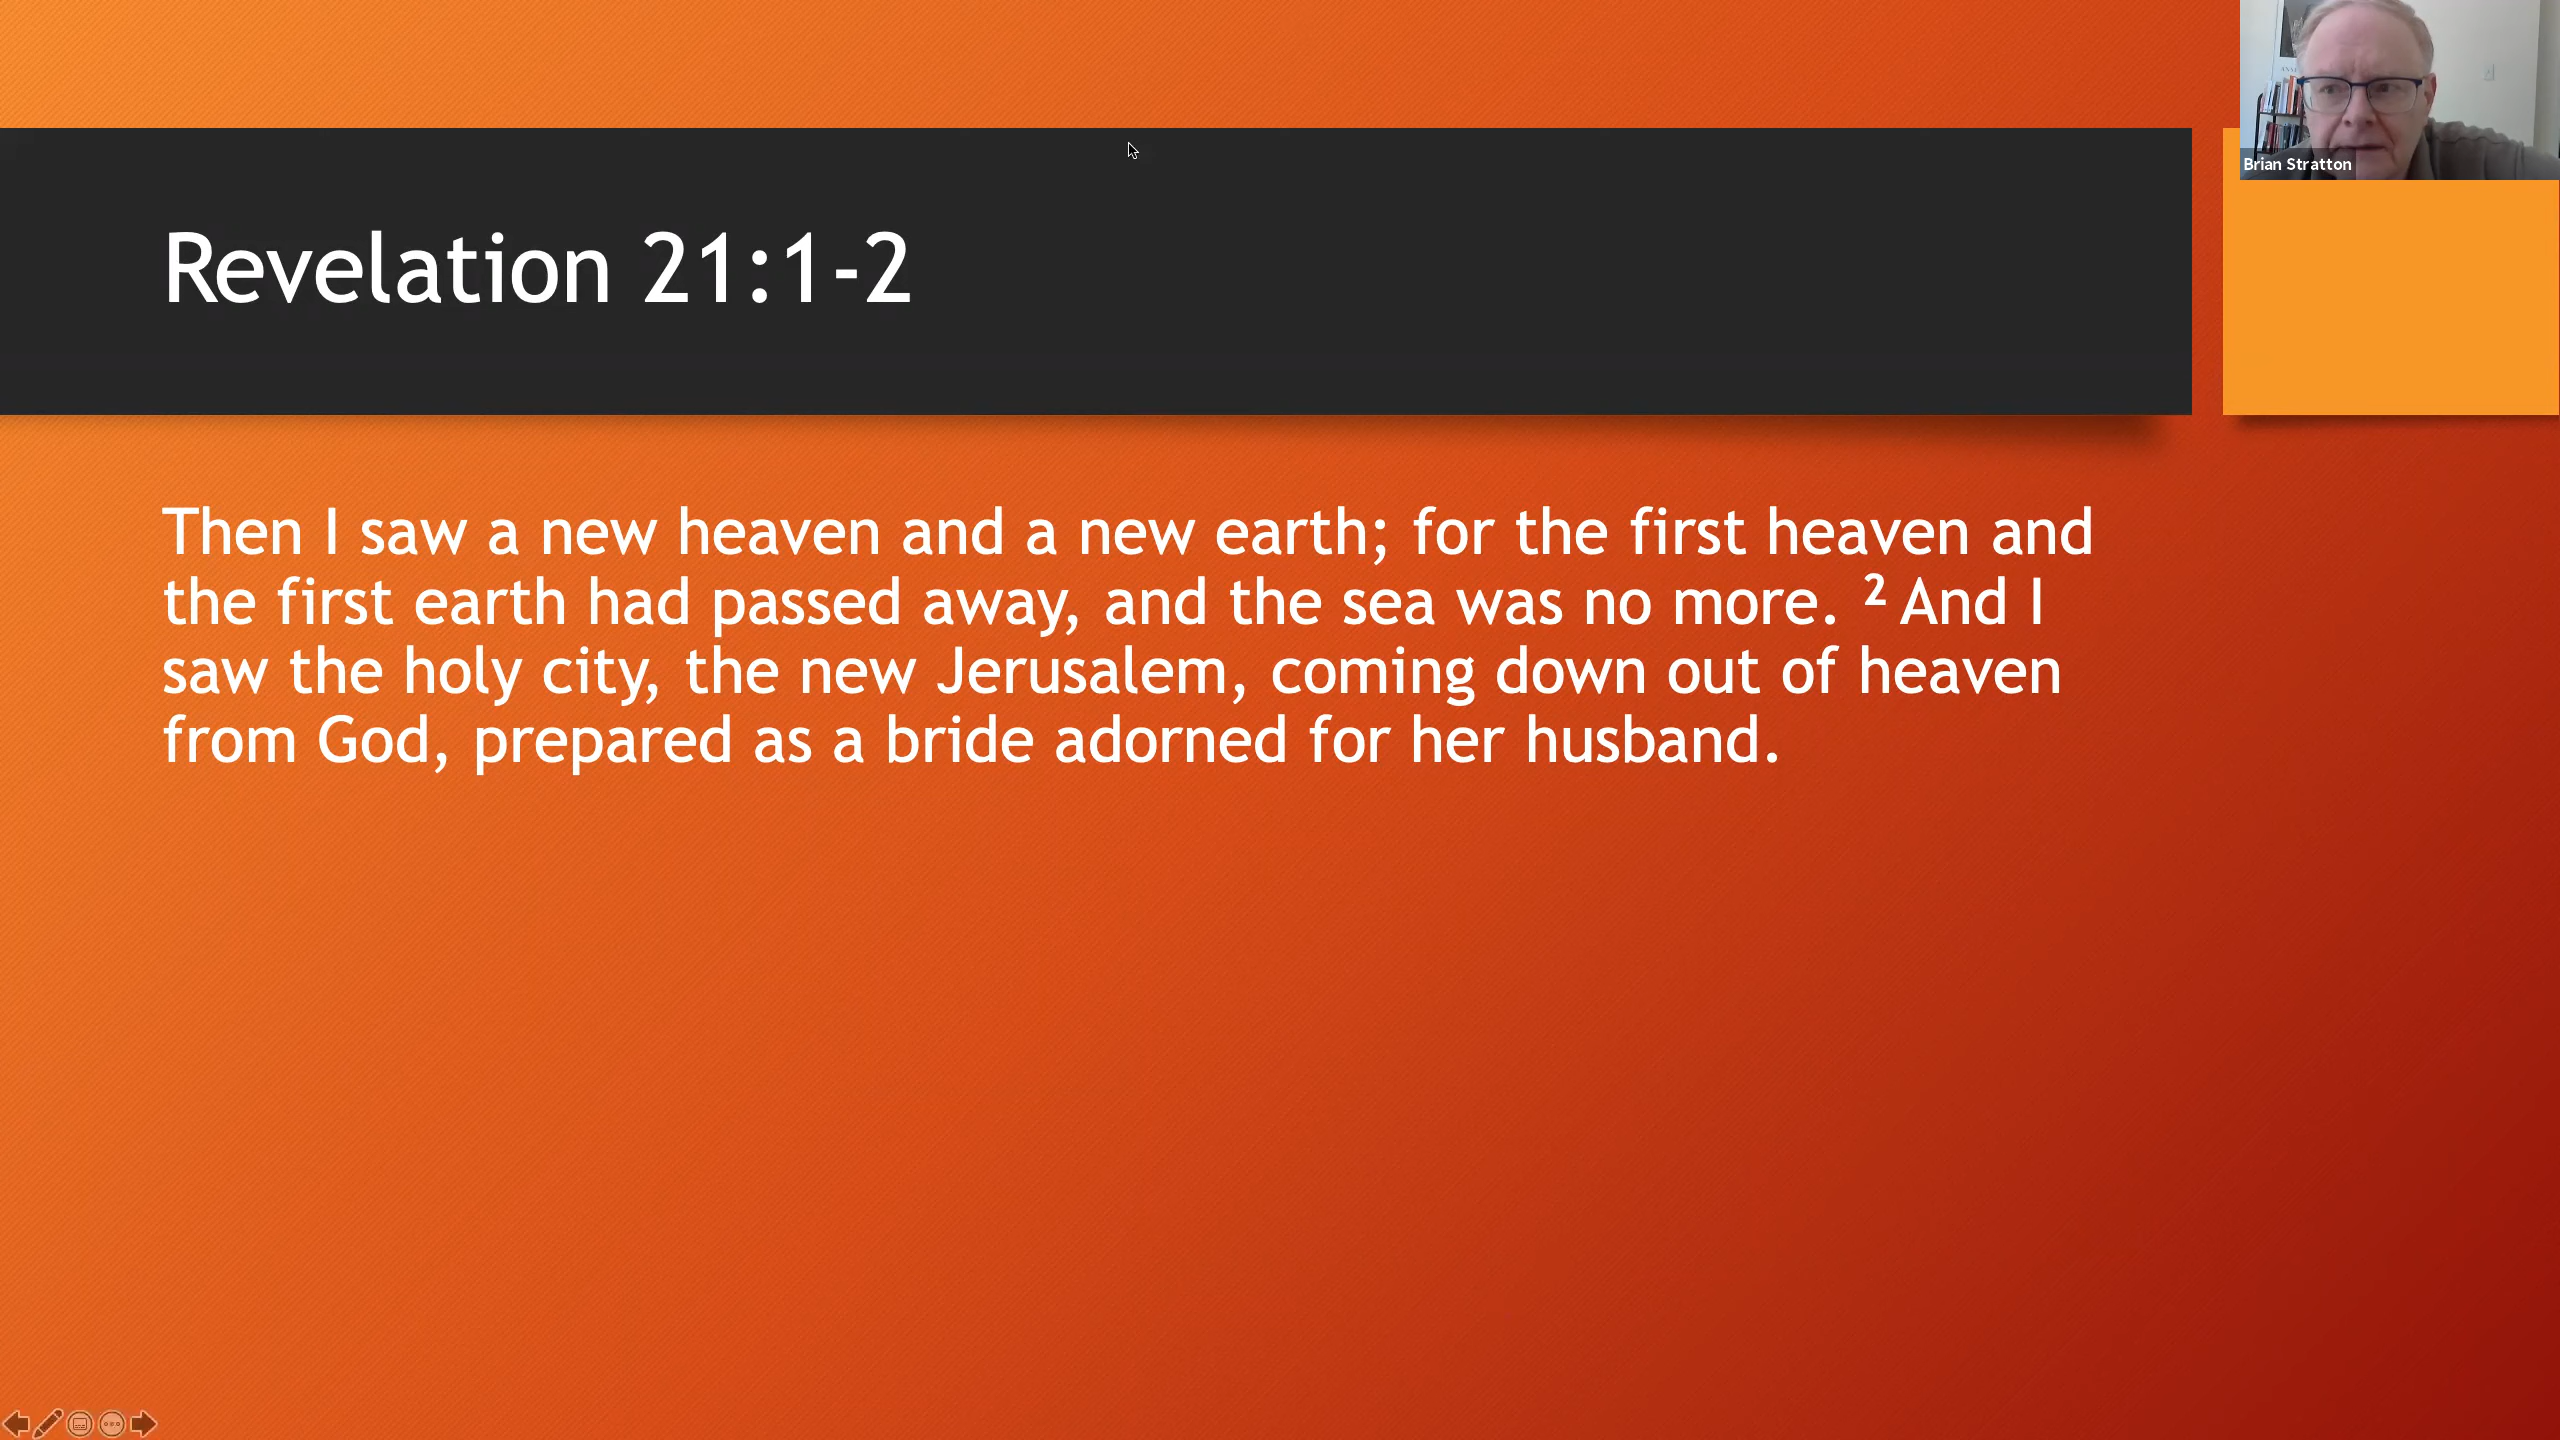 Brian Stratton
Revelation 21:1-2
Then I saw a new heaven and a new earth; for the first heaven and
the first earth had passed away, and the sea was no more. ² And I
saw the holy city, the new Jerusalem, coming down out of heaven
from God, prepared as a bride adorned for her husband.